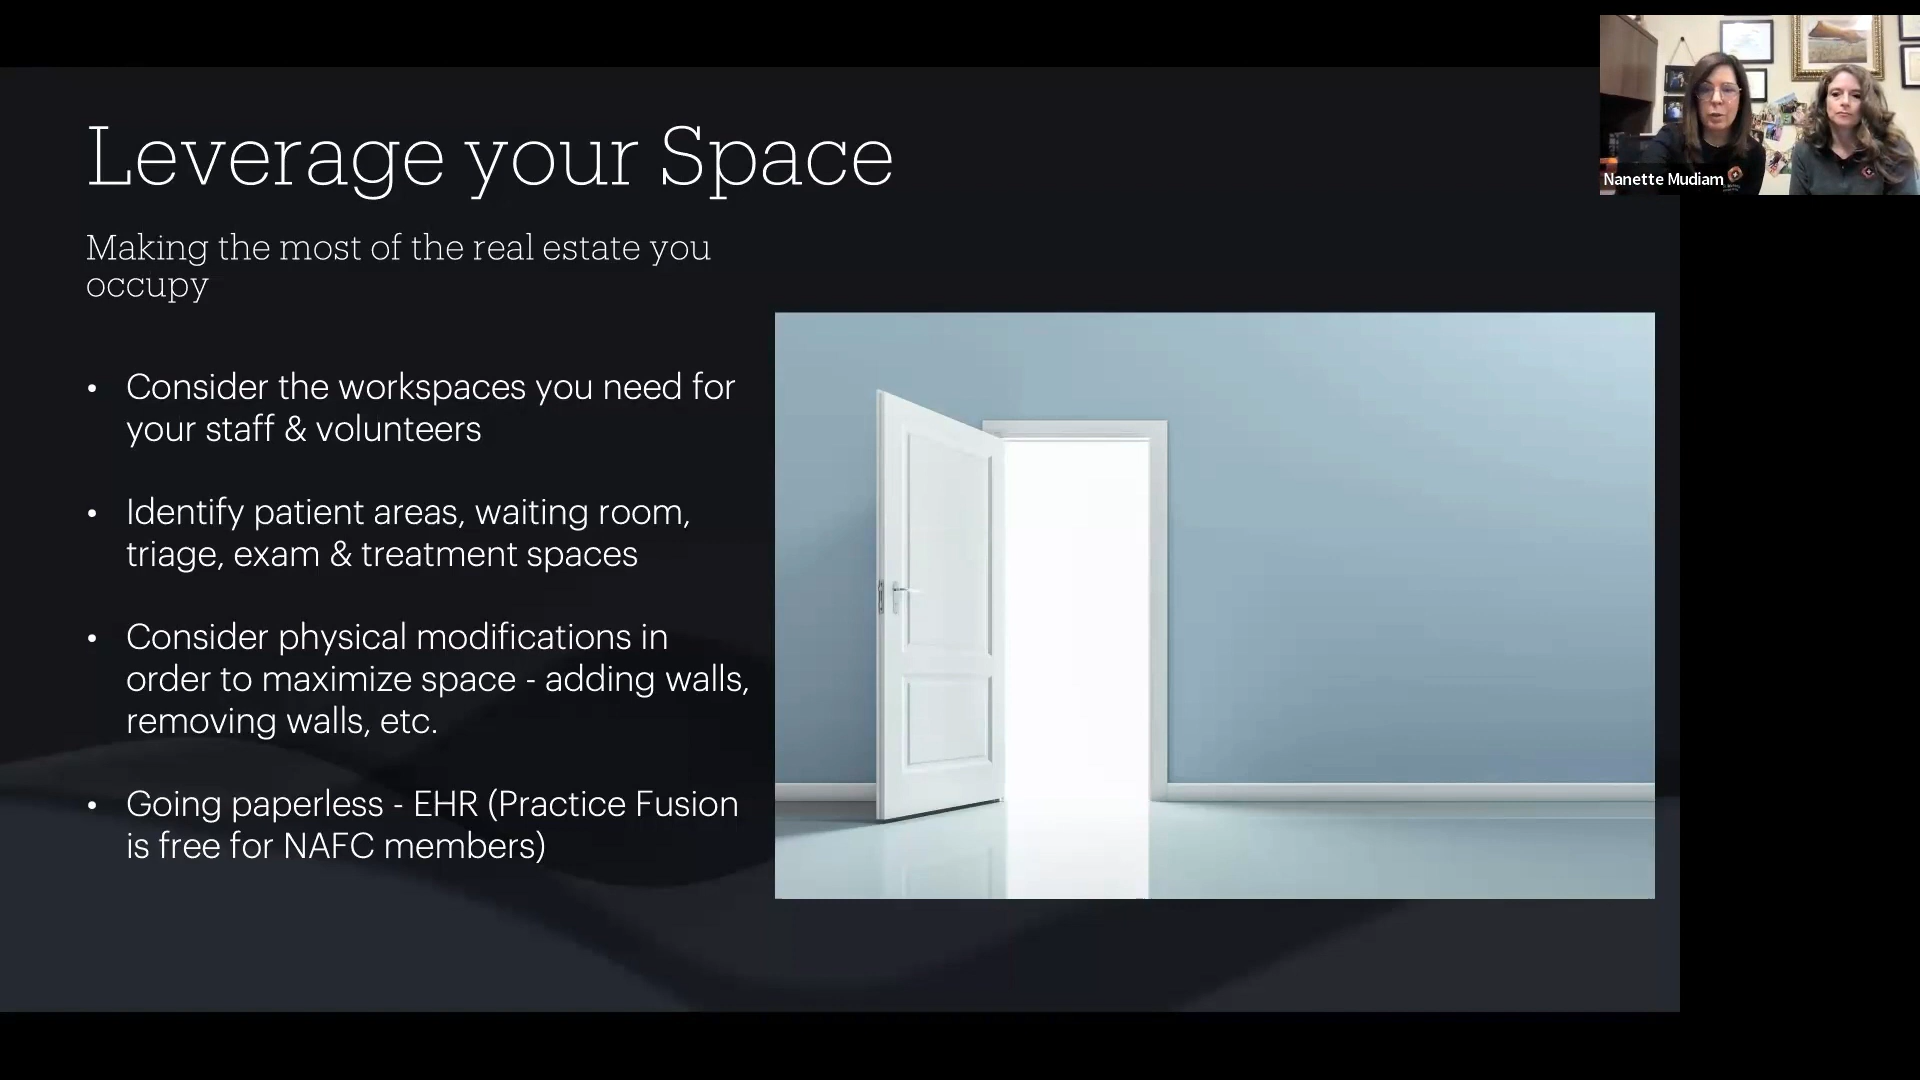 Leverage your Space
Making the most of the real estate you
occupy
• Consider the workspaces you need for
your staff & volunteers
• Identify patient areas, waiting room,
triage, exam & treatment spaces
• Consider physical modifications in
order to maximize space - adding walls,
removing walls, etc.
• Going paperless - EHR (Practice Fusion
is free for NAFC members)
Nanette Mudiam